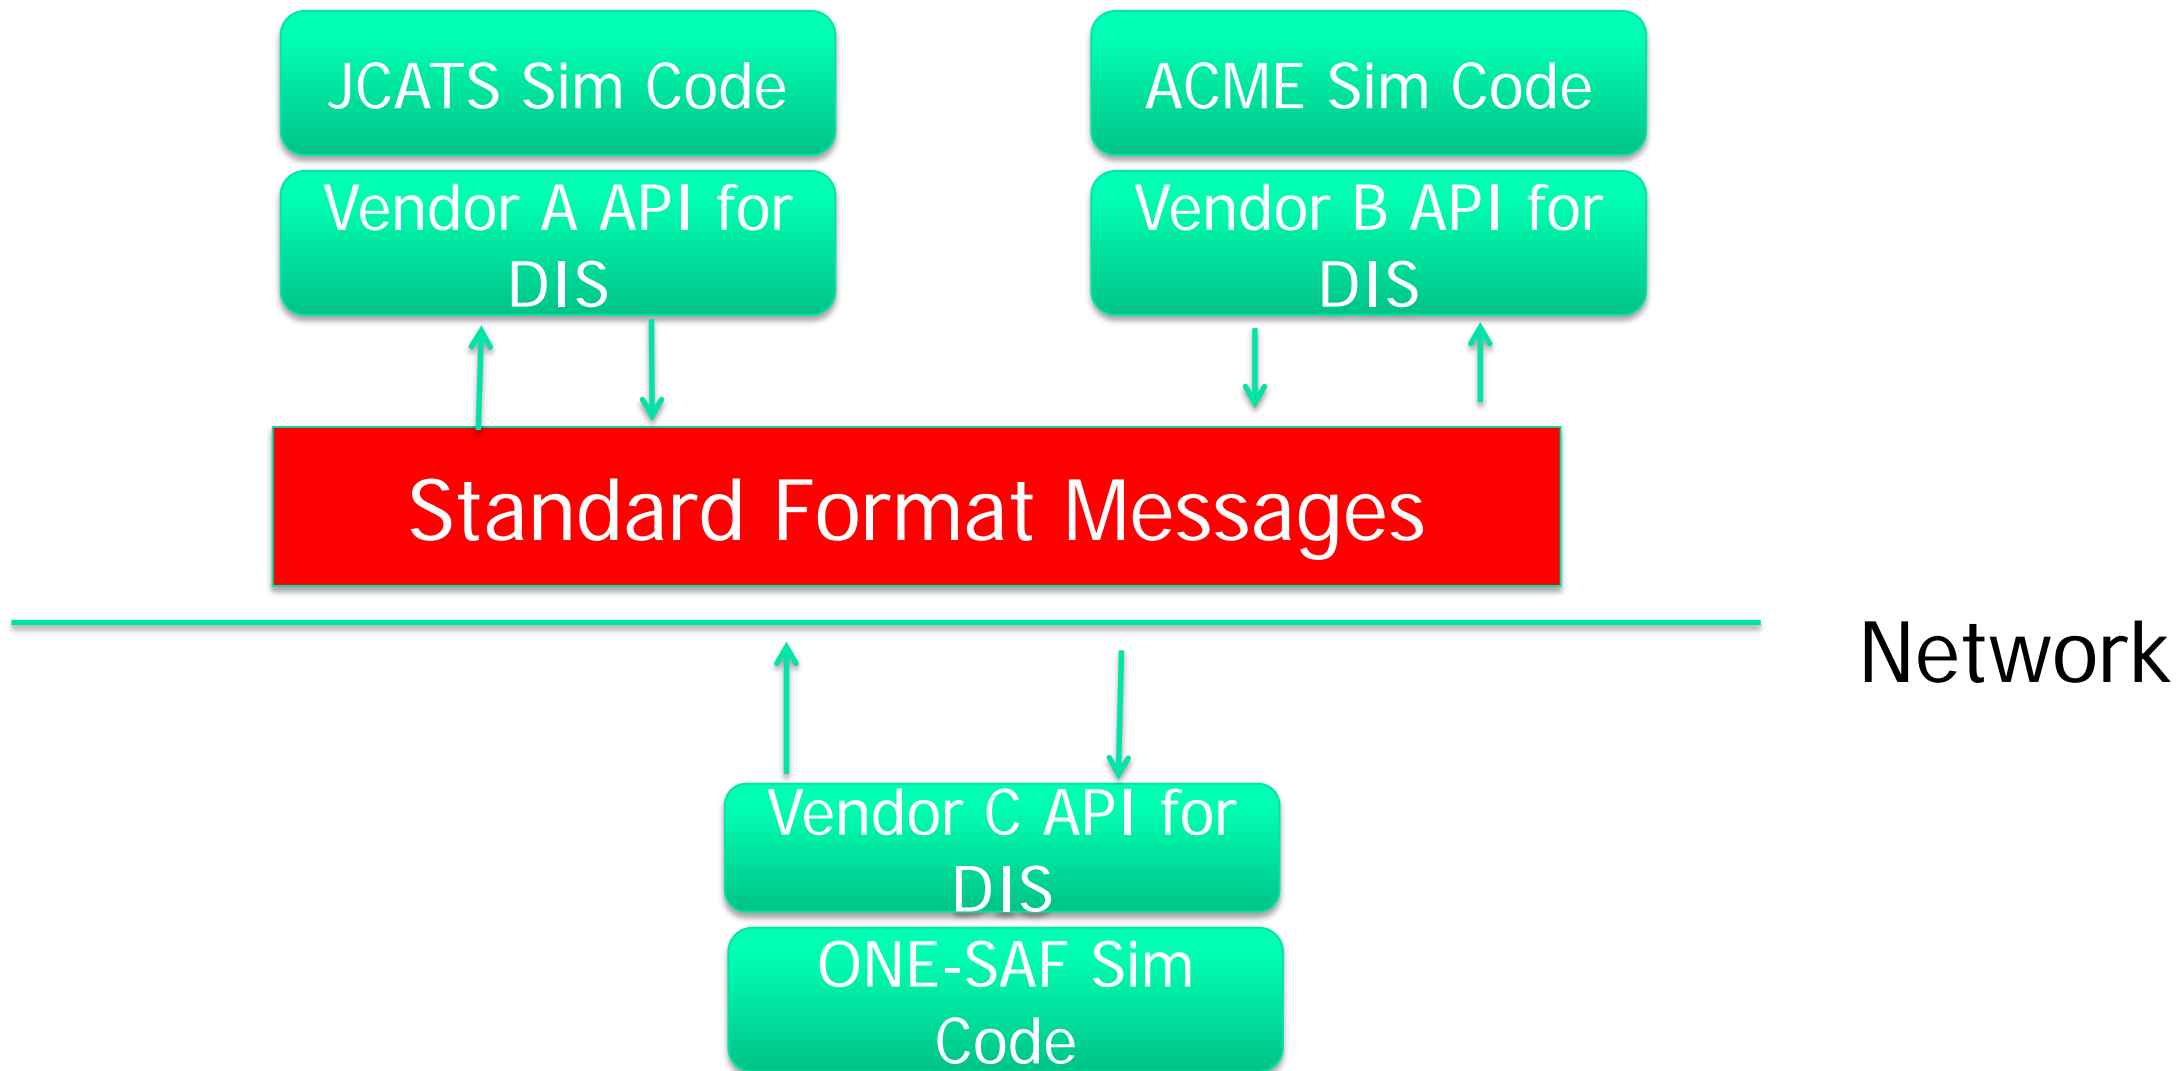 JCATS Sim Code
ACME Sim Code
Vendor A API for
DIS
Vendor B API for
DIS
Standard Format Messages
Network
Vendor C API for
DIS
ONE-SAF Sim
Code